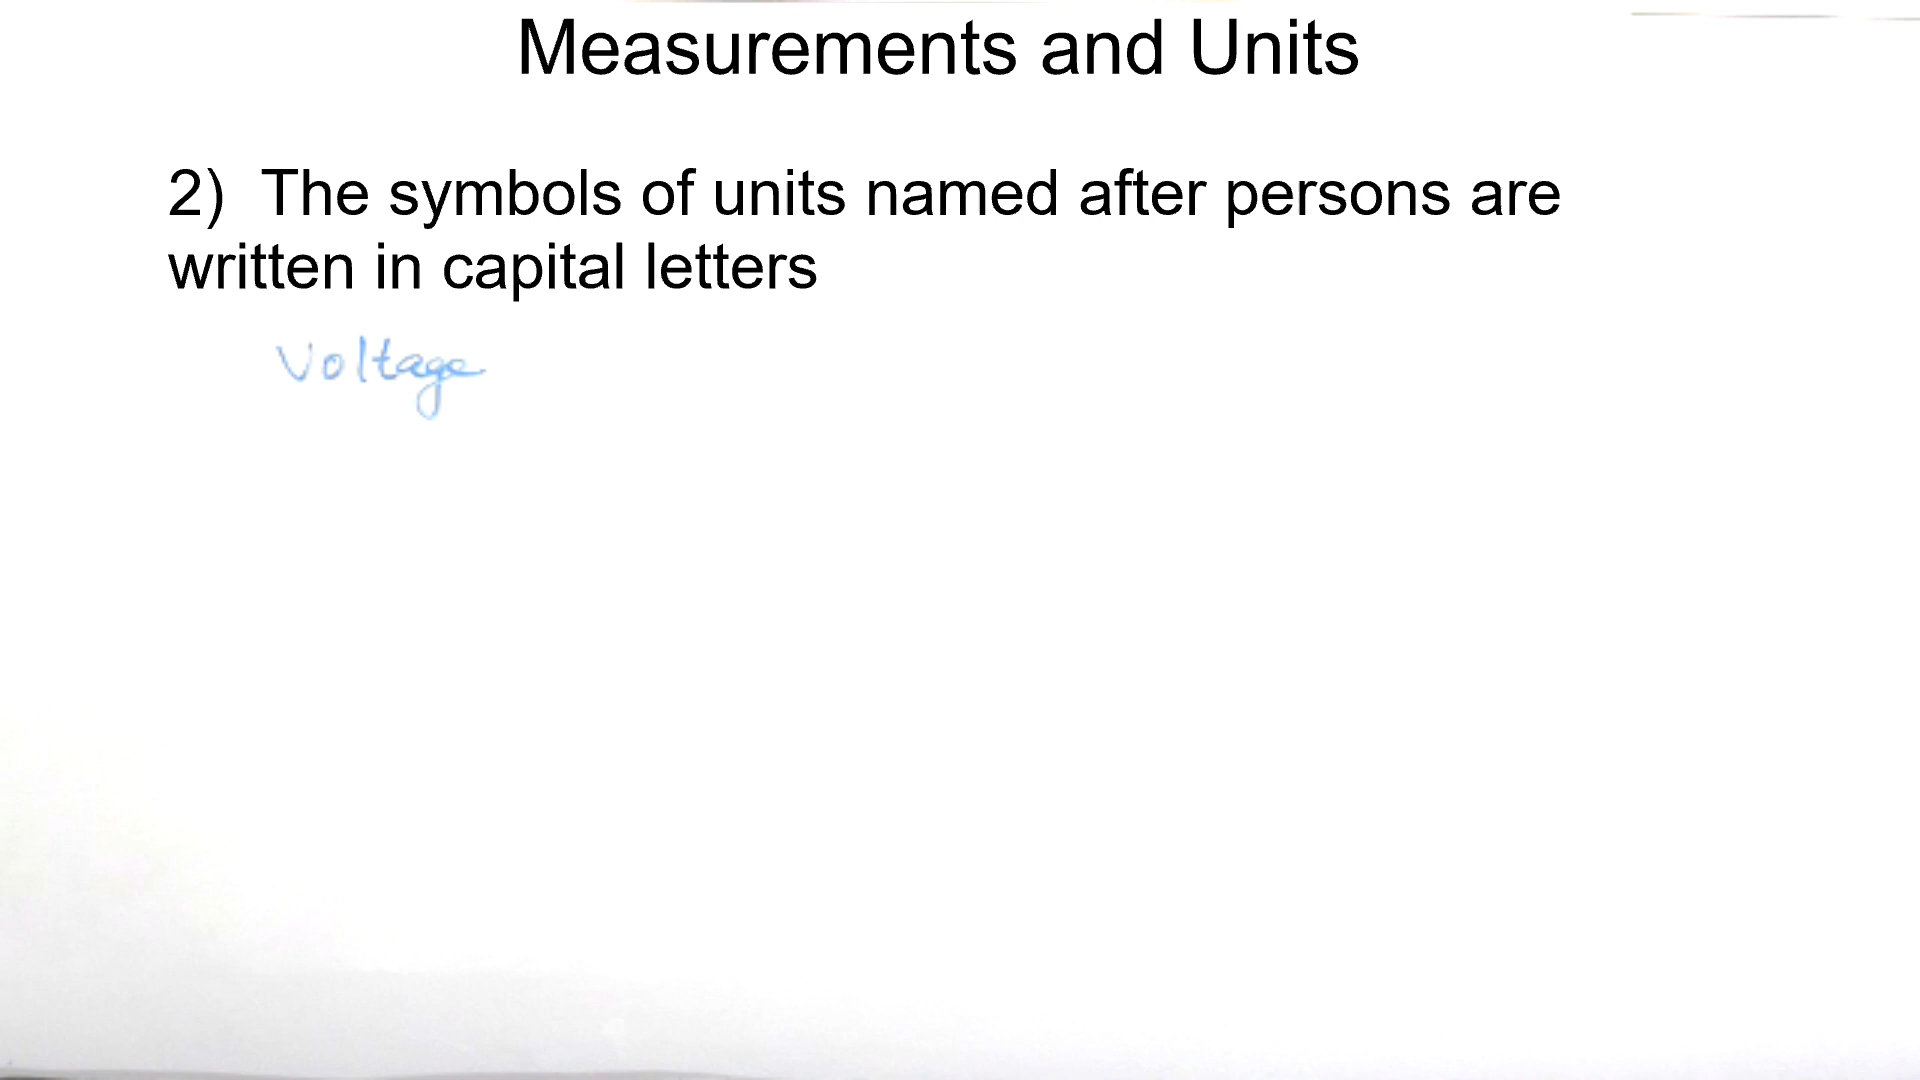 Measurements and Units
2) The symbols of units named after persons are
written in capital letters
Voltage